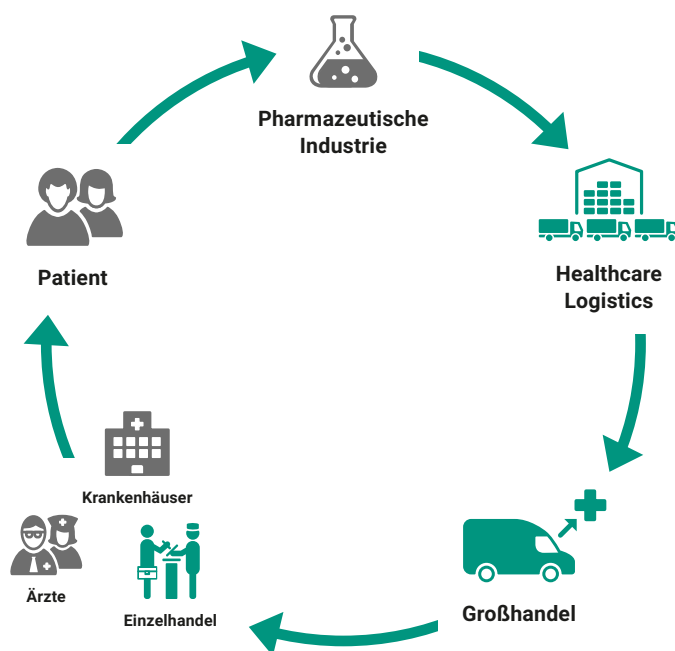 Pharmazeutische
Industrie
Healthcare
Logistics
Großhandel
Einzelhandel
Ärzte
Krankenhäuser
Patient